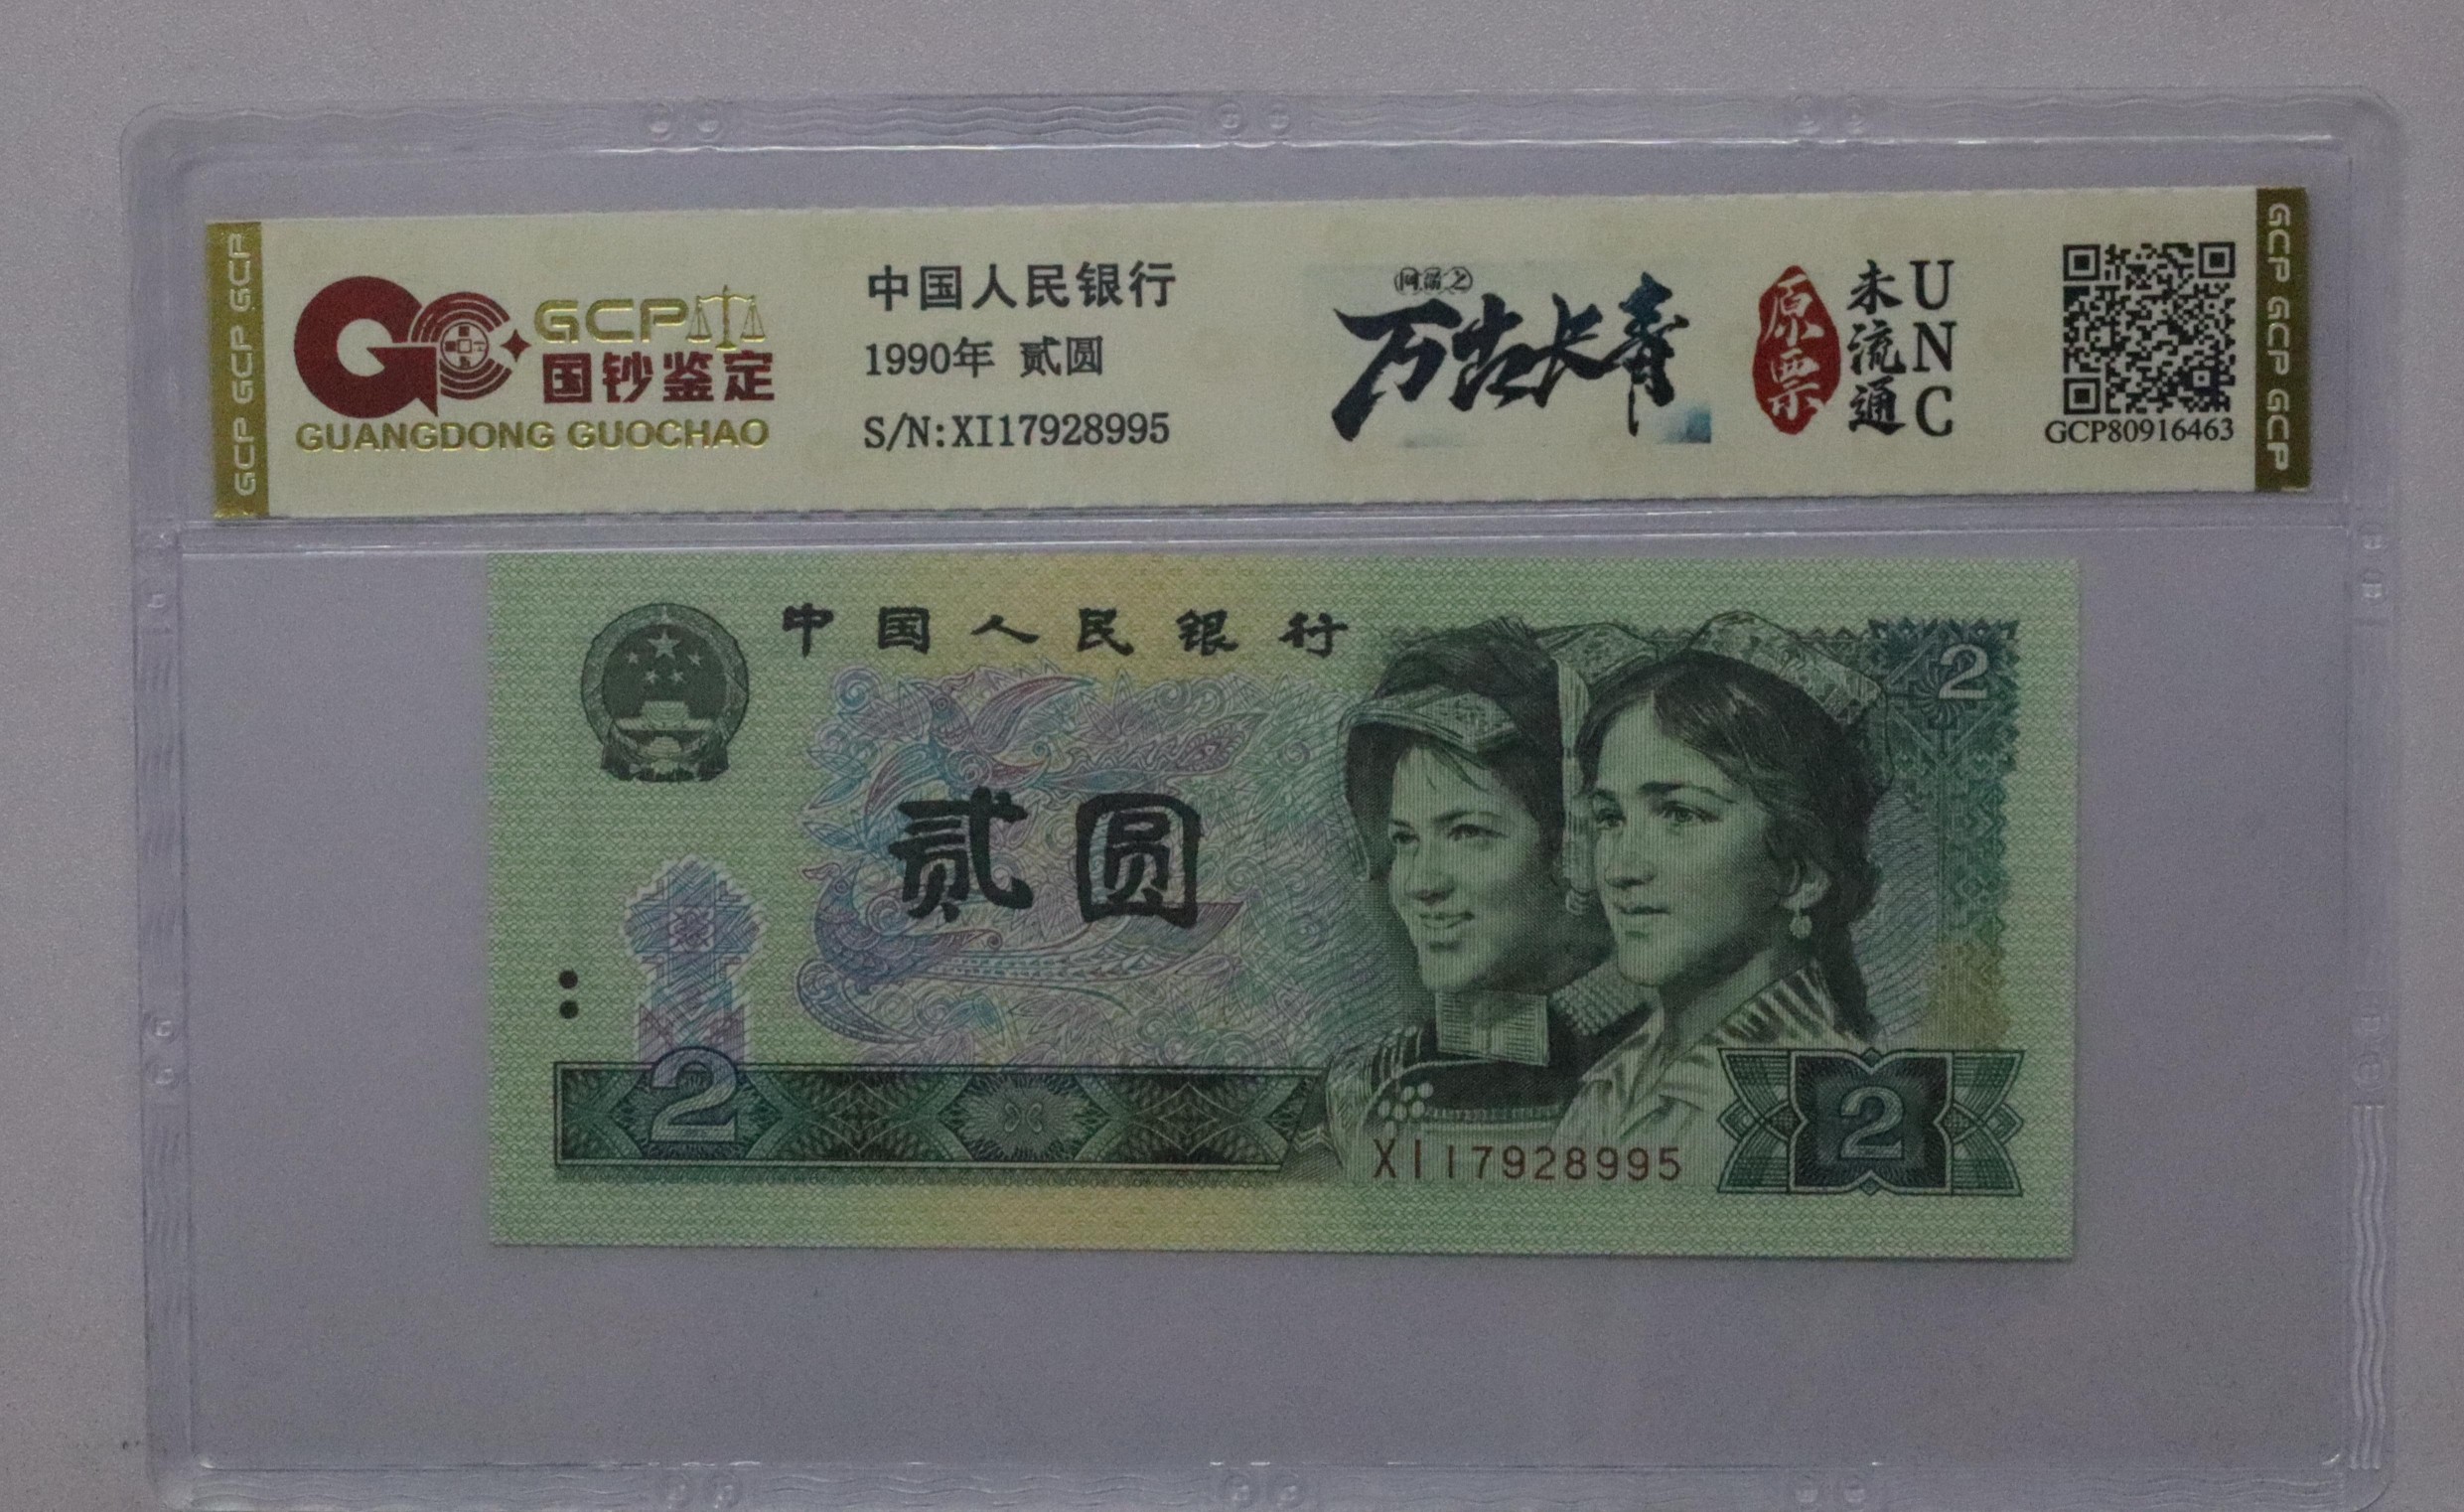 GCP GCP GCP
GCP
国钞鉴定
GUANGDONG GUOCHAO
中国人民银行
1990年 贰圆
S/N:XI17928995
万古长青
原票
未流通
UNC
GCP80916463
GCP GCP GCP
中国人民银行
2
贰圆
2
XI17928995
2